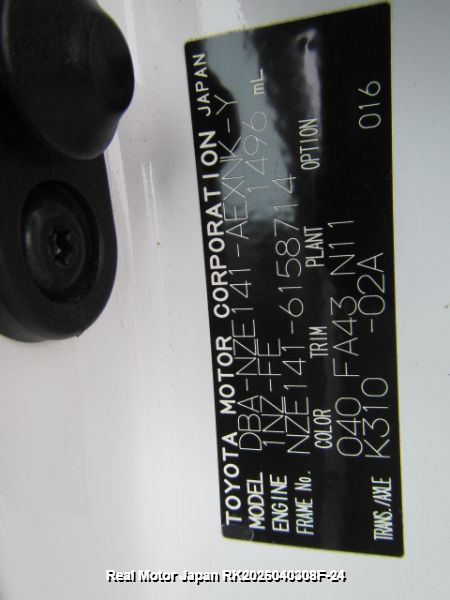 TOYOTA MOTOR CORPORATION JAPAN
MODEL DBA-NZE141-AEXNK-Y
ENGINE 1NZ-FE 1496 mL
FRAME No. NZE141-6158714
COLOR TRIM PLANT OPTION
040 FA43 N11 016
TRANS./AXLE K310 -02A
Real Motor Japan RK2026040308F-24